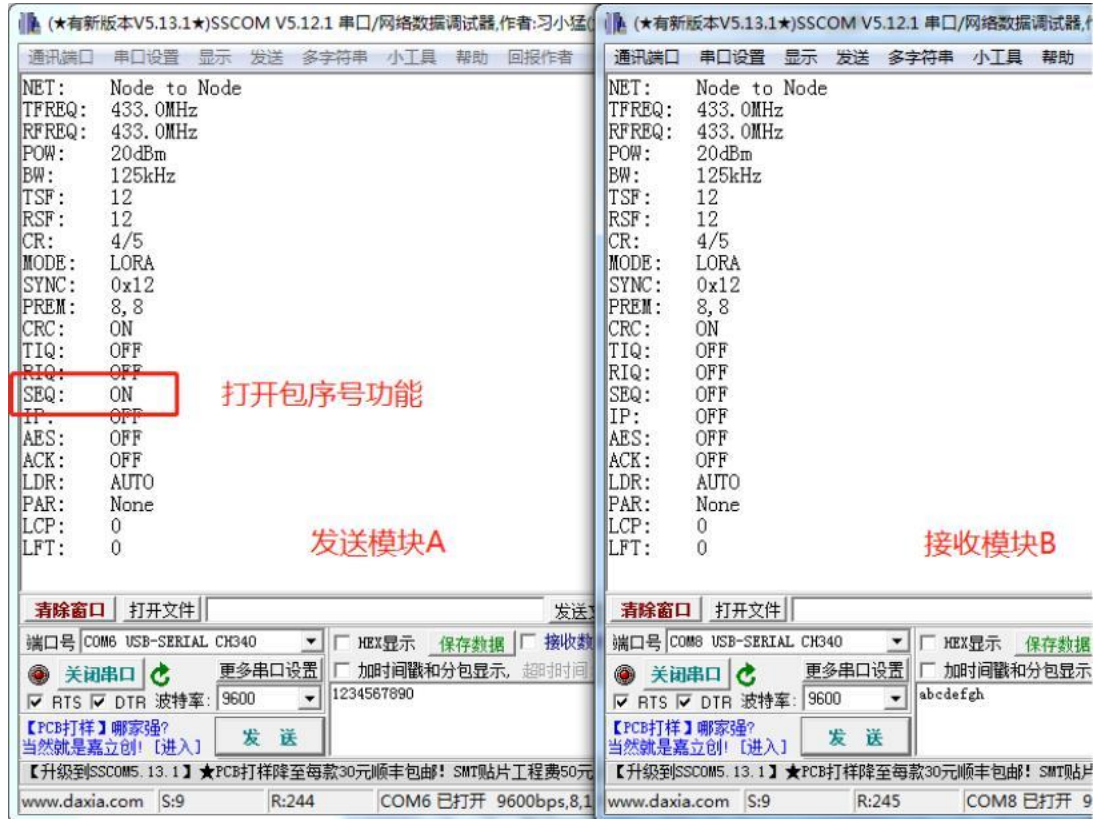 (★有新版本V5.13.1★)SSCOM V5.12.1 串口/网络数据调试器,作者:习小猛(
通讯端口 串口设置 显示 发送 多字符串 小工具 帮助 回报作者
NET: Node to Node
TFREQ: 433.0MHz
RFREQ: 433.0MHz
POW: 20dBm
BW: 125kHz
TSF: 12
RSF: 12
CR: 4/5
MODE: LORA
SYNC: 0x12
PREM: 8,8
CRC: ON
TIQ: OFF
RIQ: OFF
SEQ: ON 打开包序号功能
IP: OFF
AES: OFF
ACK: OFF
LDR: AUTO
PAR: None
LCP: 0
LFT: 0
发送模块A
清除窗口 打开文件 发送
端口号 COM6 USB-SERIAL CH340 HEX显示 保存数据 接收数
关闭串口 更多串口设置 加时间戳和分包显示, 超时时间
RTS DTR 波特率: 9600 1234567890
【PCB打样】哪家强?
当然就是嘉立创! [进入] 发 送
【升级到SSCOM5.13.1】★PCB打样降至每款30元顺丰包邮! SMT贴片工程费50元
www.daxia.com S:9 R:244 COM6 已打开 9600bps,8,1
(★有新版本V5.13.1★)SSCOM V5.12.1 串口/网络数据调试器,
通讯端口 串口设置 显示 发送 多字符串 小工具 帮助
NET: Node to Node
TFREQ: 433.0MHz
RFREQ: 433.0MHz
POW: 20dBm
BW: 125kHz
TSF: 12
RSF: 12
CR: 4/5
MODE: LORA
SYNC: 0x12
PREM: 8,8
CRC: ON
TIQ: OFF
RIQ: OFF
SEQ: OFF
IP: OFF
AES: OFF
ACK: OFF
LDR: AUTO
PAR: None
LCP: 0
LFT: 0
接收模块B
清除窗口 打开文件
端口号 COM8 USB-SERIAL CH340 HEX显示 保存数据
关闭串口 更多串口设置 加时间戳和分包显示
RTS DTR 波特率: 9600 abcdefgh
【PCB打样】哪家强?
当然就是嘉立创! [进入] 发 送
【升级到SSCOM5.13.1】★PCB打样降至每款30元顺丰包邮! SMT贴片
www.daxia.com S:9 R:245 COM8 已打开 9